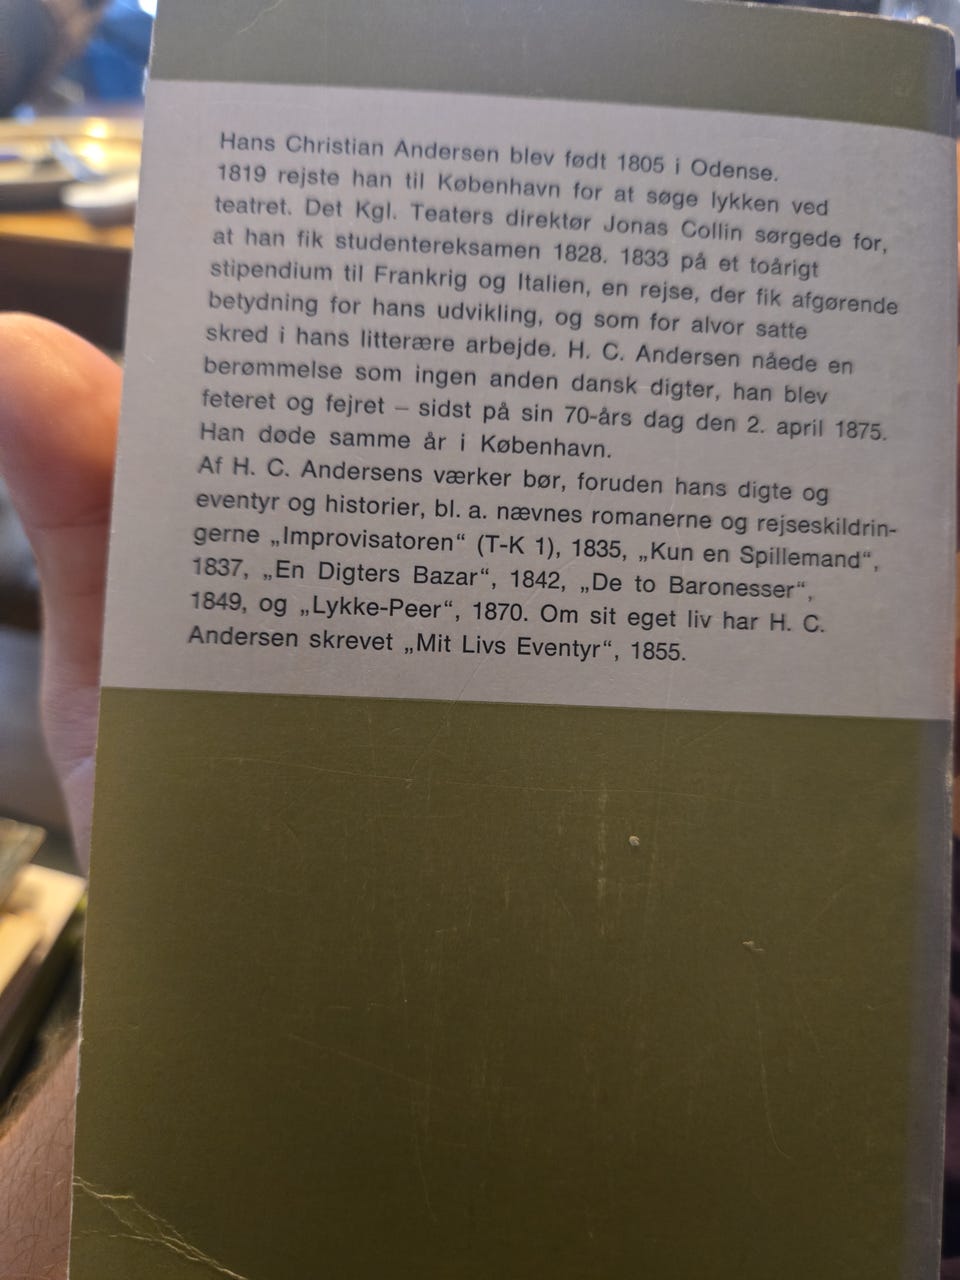 Hans Christian Andersen blev født 1805 i Odense.
1819 rejste han til København for at søge lykken ved
teatret. Det Kgl. Teaters direktør Jonas Collin sørgede for,
at han fik studentereksamen 1828. 1833 på et toårigt
stipendium til Frankrig og Italien, en rejse, der fik afgørende
betydning for hans udvikling, og som for alvor satte
skred i hans litterære arbejde. H. C. Andersen nåede en
berømmelse som ingen anden dansk digter, han blev
feteret og fejret – sidst på sin 70-års dag den 2. april 1875.
Han døde samme år i København.
Af H. C. Andersens værker bør, foruden hans digte og
eventyr og historier, bl. a. nævnes romanerne og rejseskildrin-
gerne „Improvisatoren“ (T-K 1), 1835, „Kun en Spillemand“,
1837, „En Digters Bazar“, 1842, „De to Baronesser“,
1849, og „Lykke-Peer“, 1870. Om sit eget liv har H. C.
Andersen skrevet „Mit Livs Eventyr“, 1855.